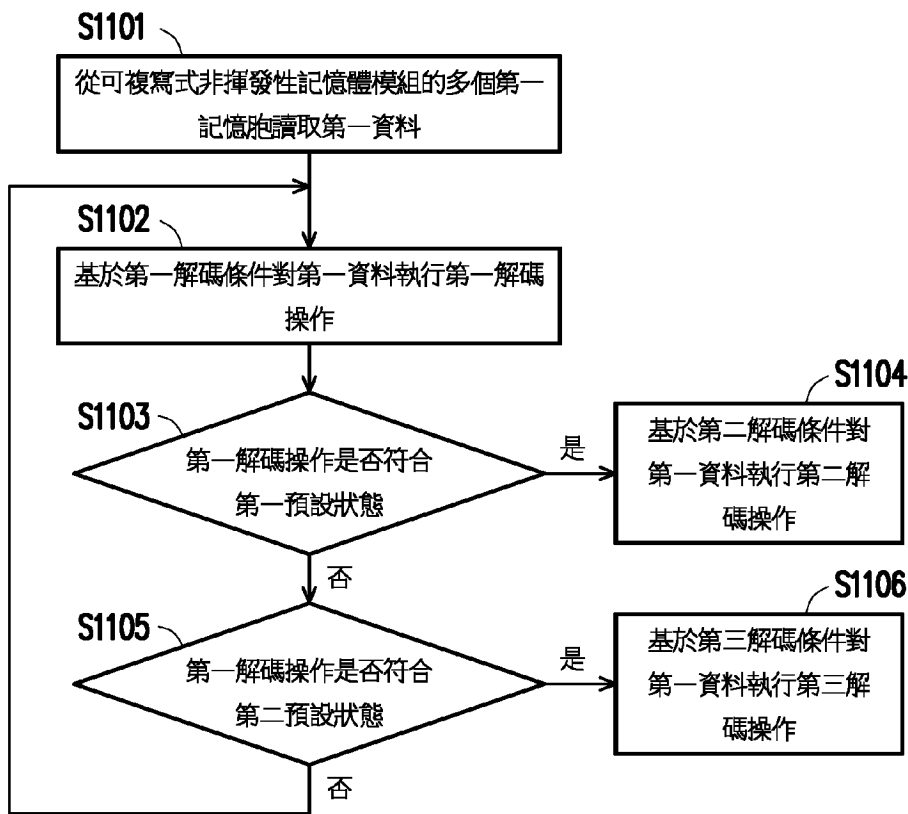 S1101
從可複寫式非揮發性記憶體模組的多個第一
記憶胞讀取第一資料
S1102
基於第一解碼條件對第一資料執行第一解碼
操作
S1103
第一解碼操作是否符合
第一預設狀態
是
S1104
基於第二解碼條件對
第一資料執行第二解
碼操作
否
S1105
第一解碼操作是否符合
第二預設狀態
是
S1106
基於第三解碼條件對
第一資料執行第三解
碼操作
否